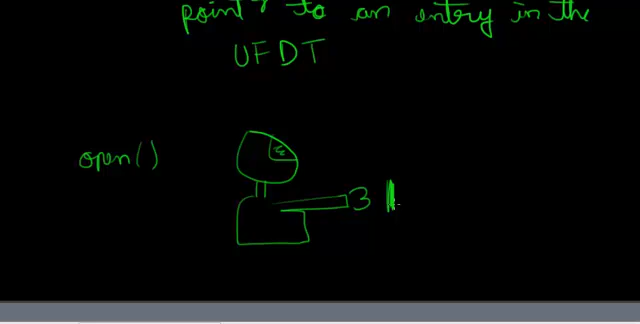 points to an entry in the
UFDT
open()
3